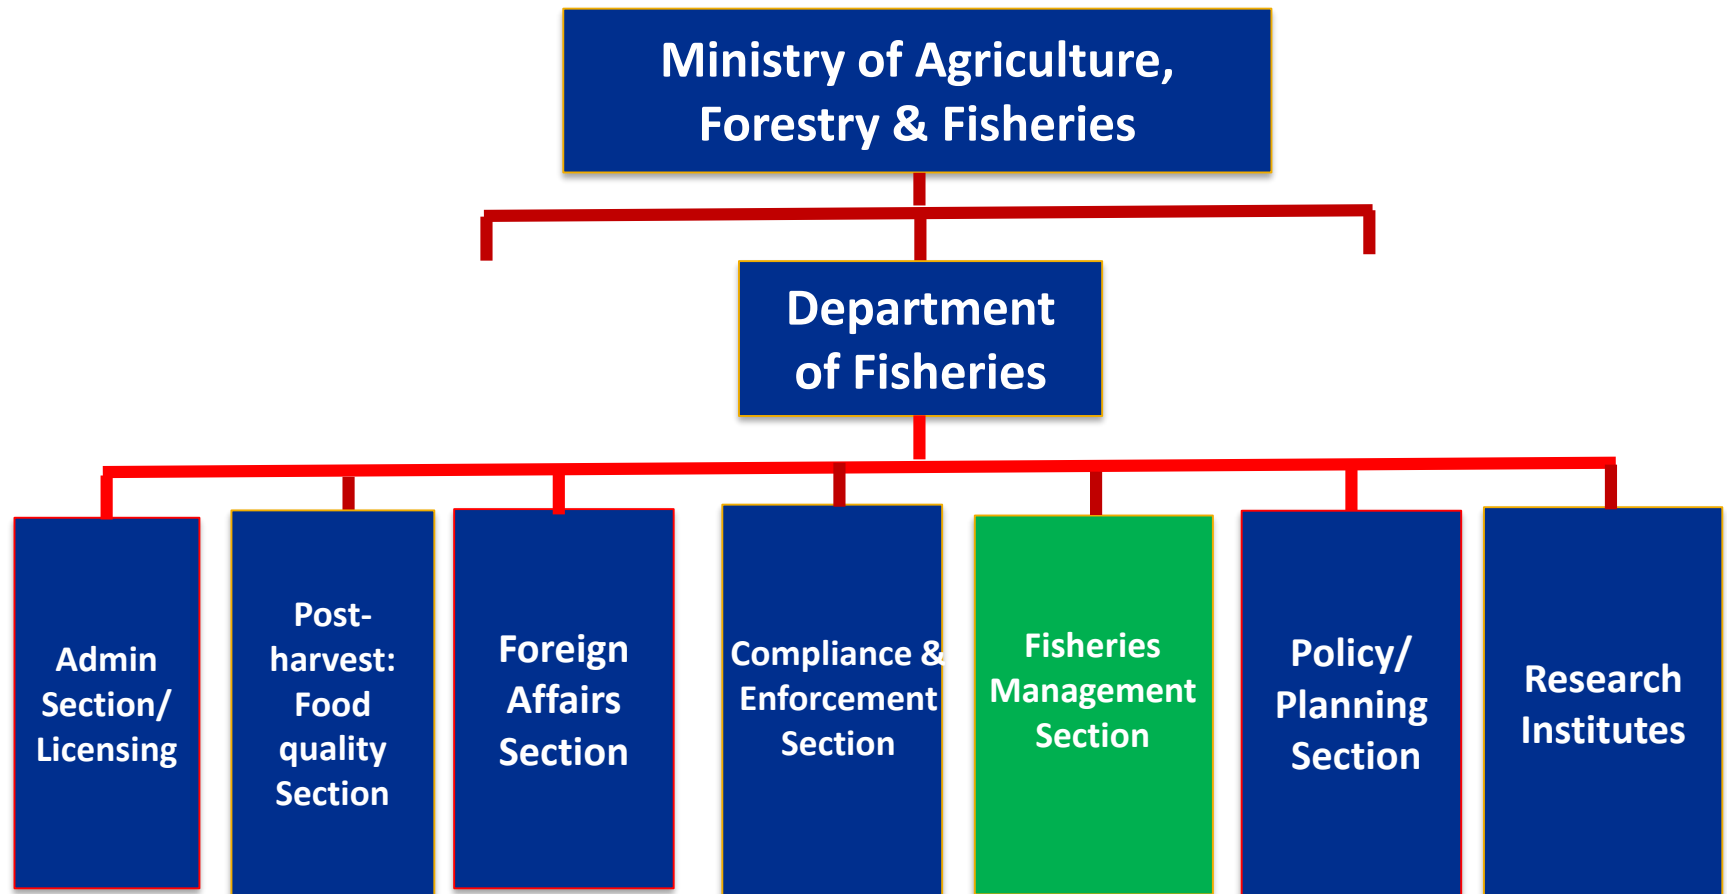 Ministry of Agriculture,
Forestry & Fisheries
Department
of Fisheries
Admin
Section/
Licensing
Post-
harvest:
Food
quality
Section
Foreign
Affairs
Section
Compliance &
Enforcement
Section
Fisheries
Management
Section
Policy/
Planning
Section
Research
Institutes